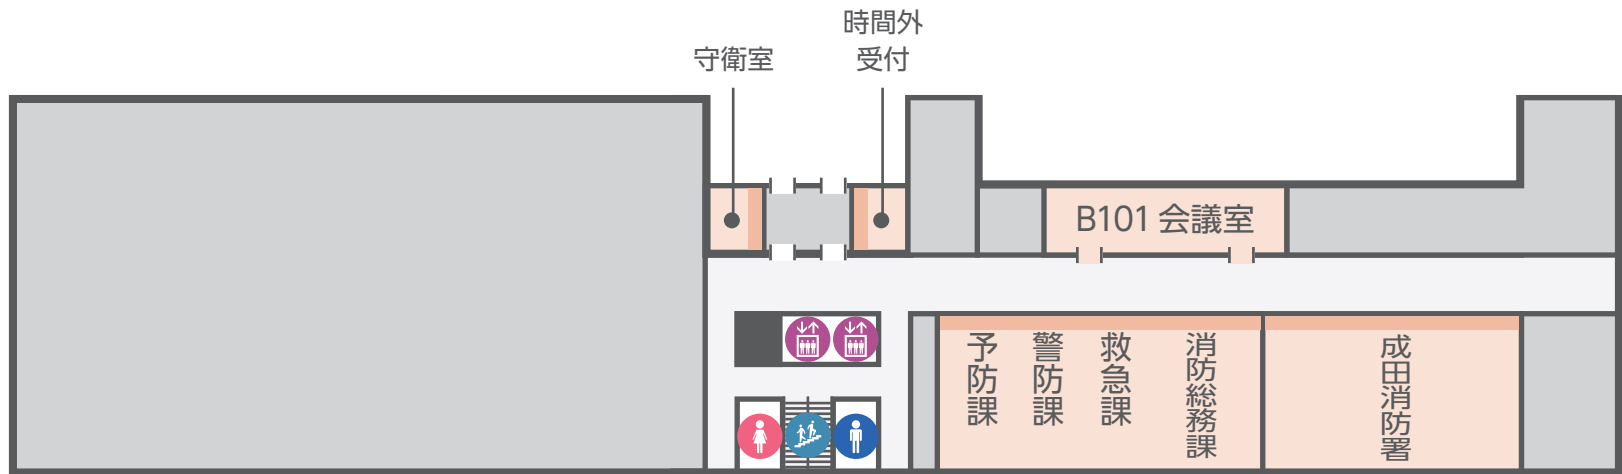 時間外
受付
守衛室
B101 会議室
予防課
警防課
救急課
消防総務課
成田消防署